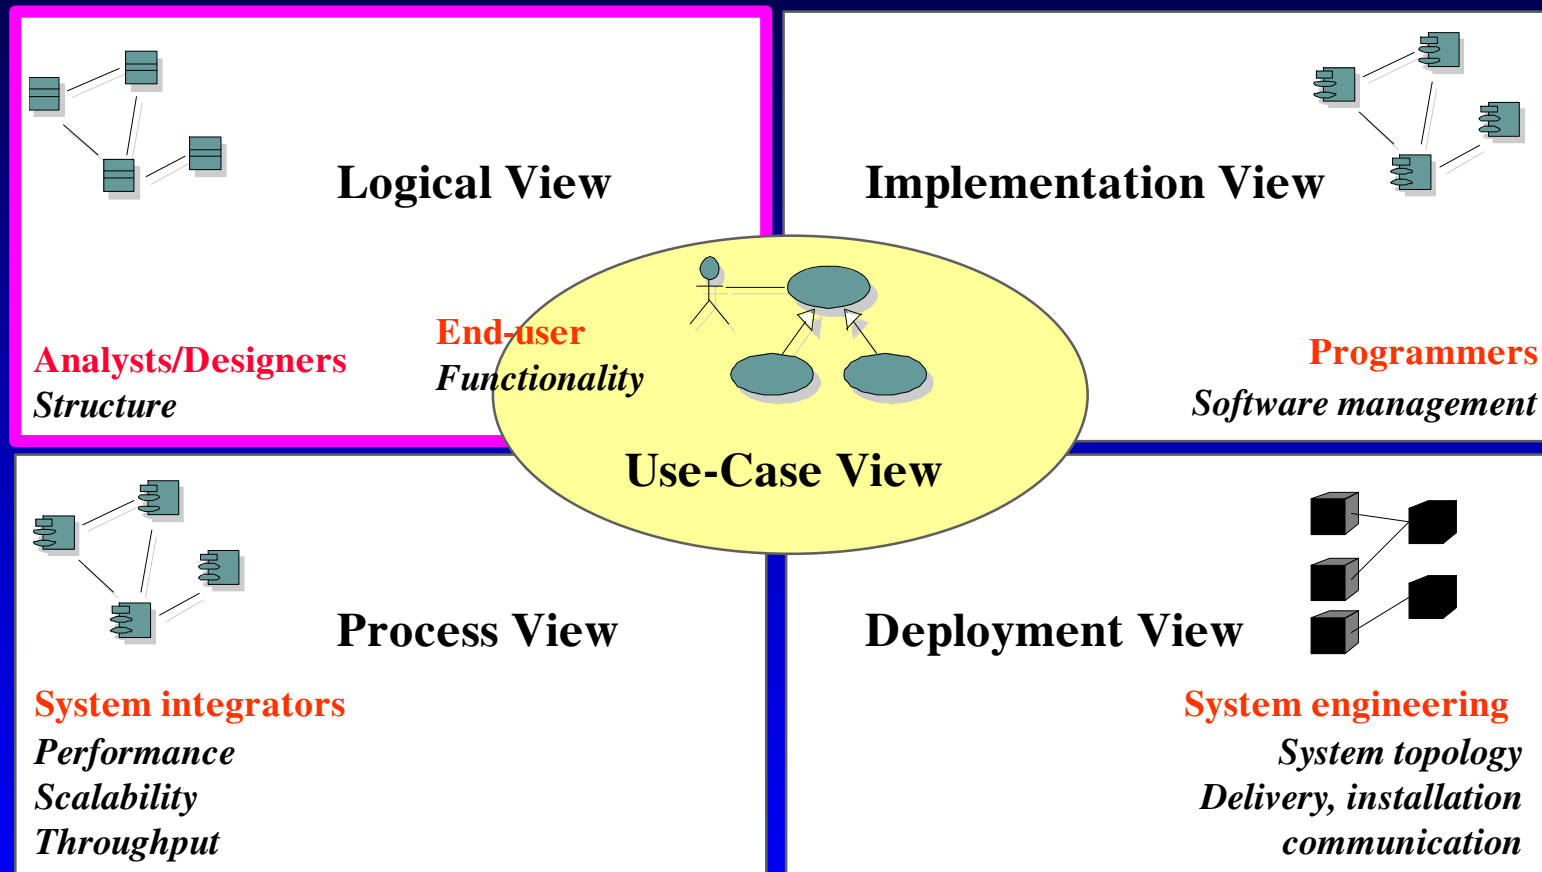 Logical View
Analysts/Designers
Structure
Implementation View
Programmers
Software management
End-user
Functionality
Use-Case View
Process View
System integrators
Performance
Scalability
Throughput
Deployment View
System engineering
System topology
Delivery, installation
communication